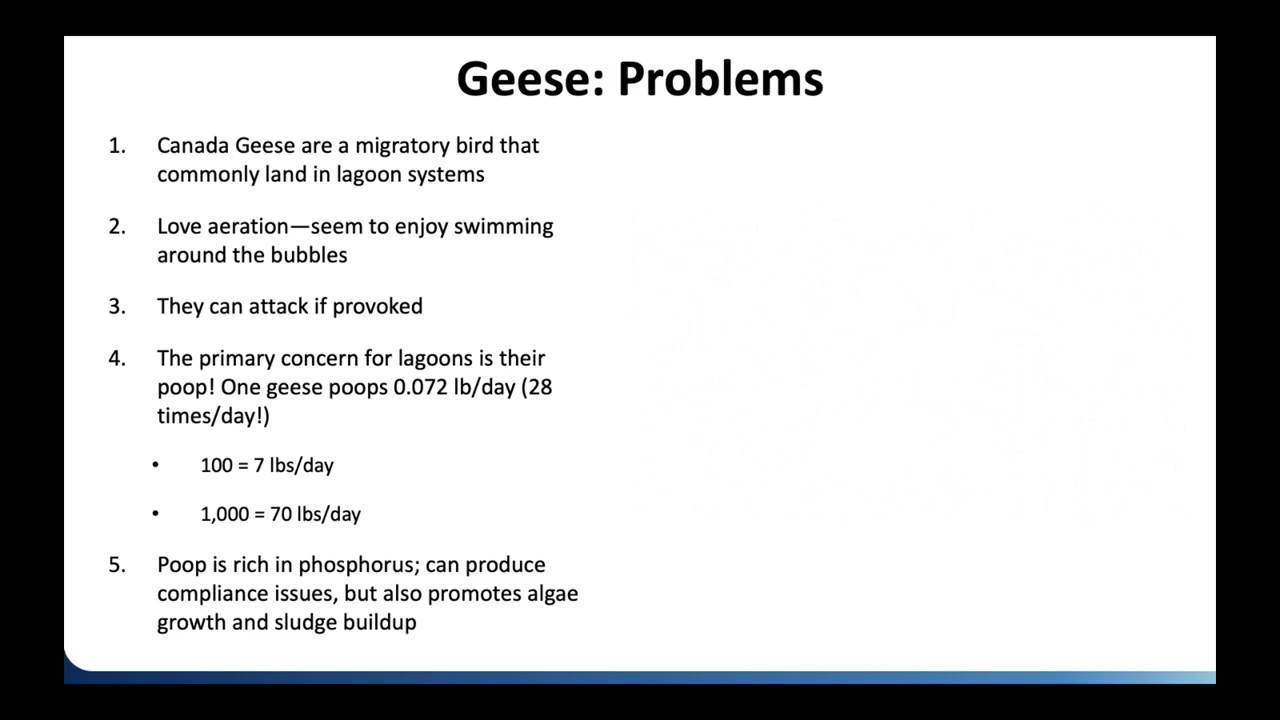 Geese: Problems
1. Canada Geese are a migratory bird that
commonly land in lagoon systems
2. Love aeration—seem to enjoy swimming
around the bubbles
3. They can attack if provoked
4. The primary concern for lagoons is their
poop! One geese poops 0.072 lb/day (28
times/day!)
• 100 = 7 lbs/day
• 1,000 = 70 lbs/day
5. Poop is rich in phosphorus; can produce
compliance issues, but also promotes algae
growth and sludge buildup